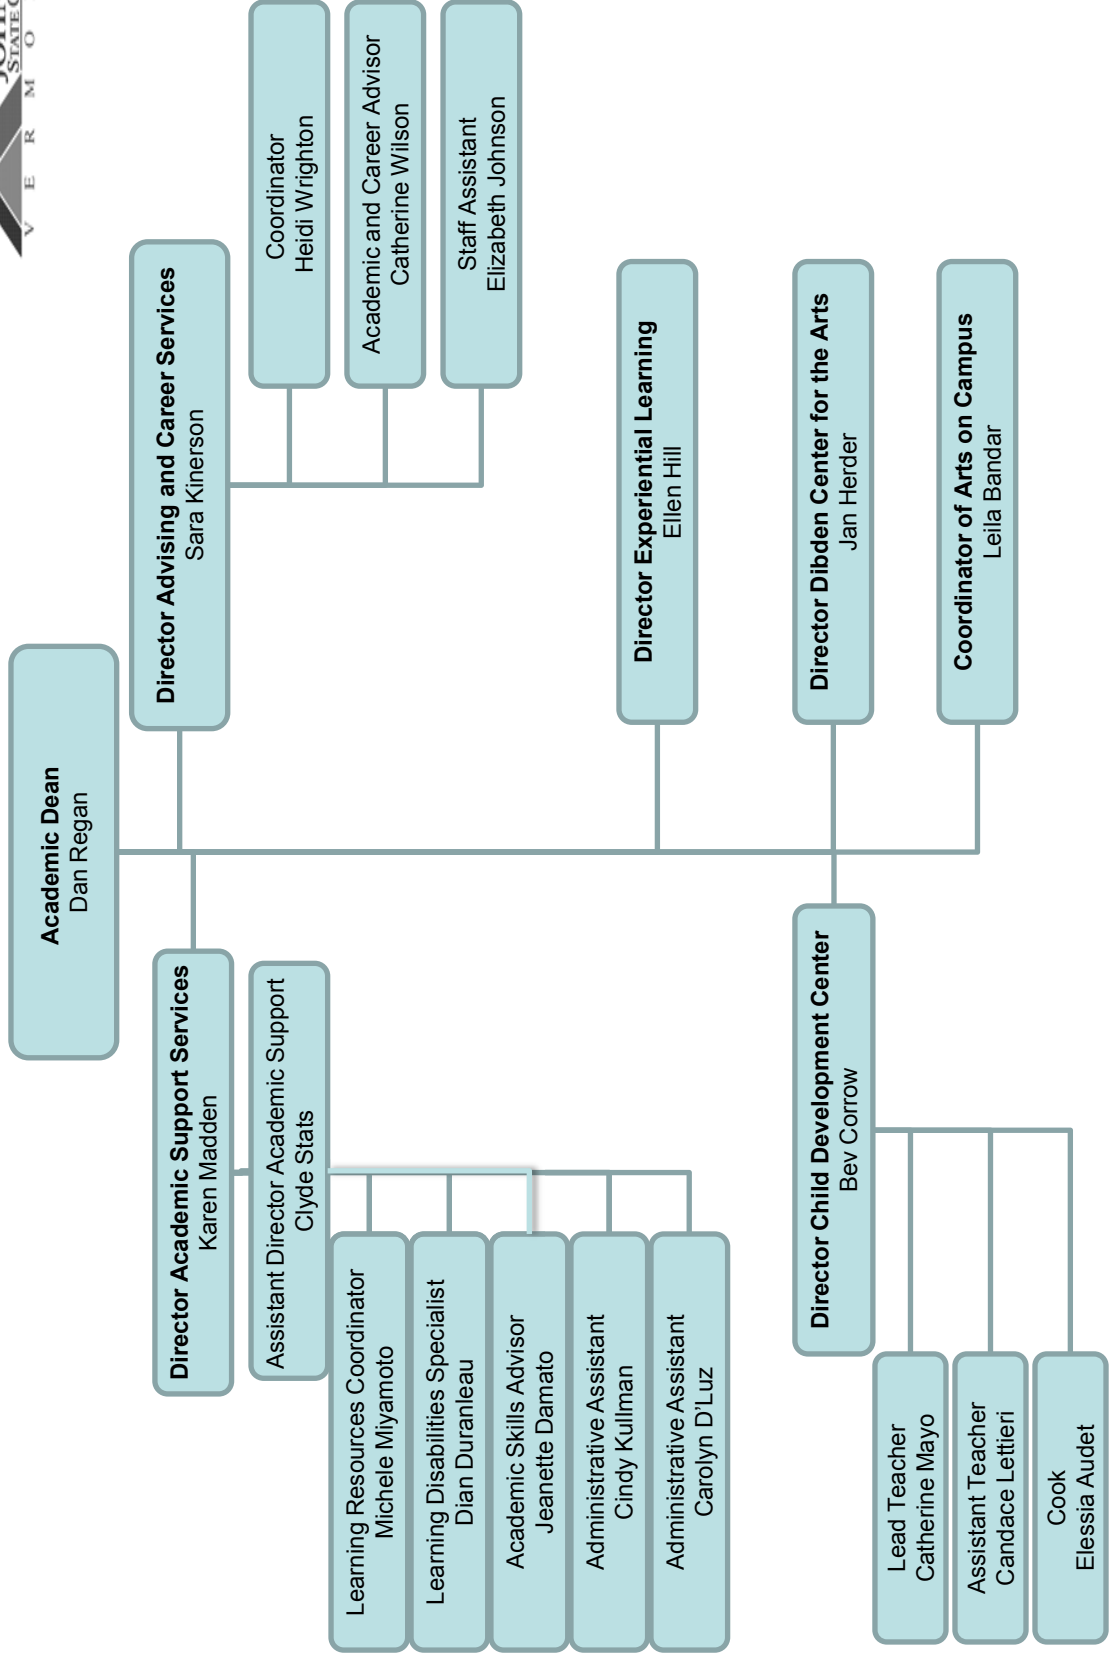 STATE
V E R M O
Academic Dean
Dan Regan
Director Academic Support Services
Karen Madden
Assistant Director Academic Support
Clyde Stats
Learning Resources Coordinator
Michele Miyamoto
Learning Disabilities Specialist
Dian Duranleau
Academic Skills Advisor
Jeanette Damato
Administrative Assistant
Cindy Kullman
Administrative Assistant
Carolyn D’Luz
Director Advising and Career Services
Sara Kinerson
Coordinator
Heidi Wrighton
Academic and Career Advisor
Catherine Wilson
Staff Assistant
Elizabeth Johnson
Director Experiential Learning
Ellen Hill
Director Child Development Center
Bev Corrow
Lead Teacher
Catherine Mayo
Assistant Teacher
Candace Lettieri
Cook
Elessia Audet
Director Dibden Center for the Arts
Jan Herder
Coordinator of Arts on Campus
Leila Bandar